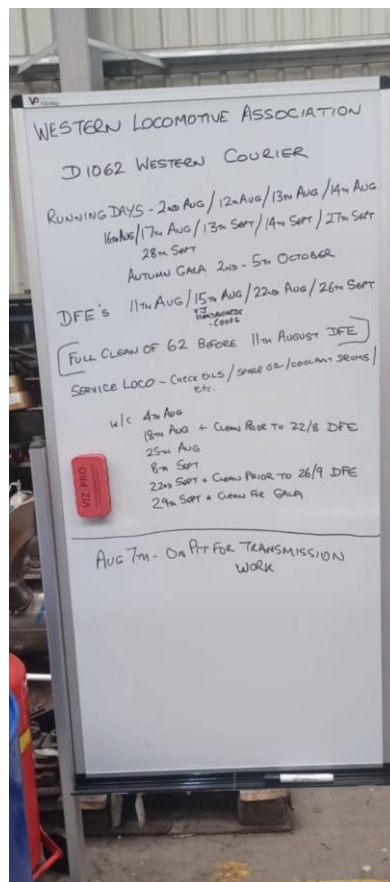 WESTERN LOCOMOTIVE ASSOCIATION
D1062 WESTERN COURIER
RUNNING DAYS - 2ND AUG / 12TH AUG / 13TH AUG / 14TH AUG
16TH AUG / 17TH AUG / 13TH SEPT / 14TH SEPT / 27TH SEPT
28TH SEPT
AUTUMN GALA 2ND - 5TH OCTOBER
DFE'S 11TH AUG / 15TH AUG / 22ND AUG / 26TH SEPT
VJ
COOPS
(FULL CLEAN OF 62 BEFORE 11TH AUGUST DFE)
SERVICE LOCO - CHECK OILS / SPARE OIL / COOLANT DRUMS /
etc.
W/C 4TH AUG
18TH AUG + CLEAN PRIOR TO 22/8 DFE
25TH AUG
8TH SEPT
22ND SEPT + CLEAN PRIOR TO 26/9 DFE
29TH SEPT + CLEAN FOR GALA
VIZ-PRO
AUG 7TH - ON PIT FOR TRANSMISSION
WORK